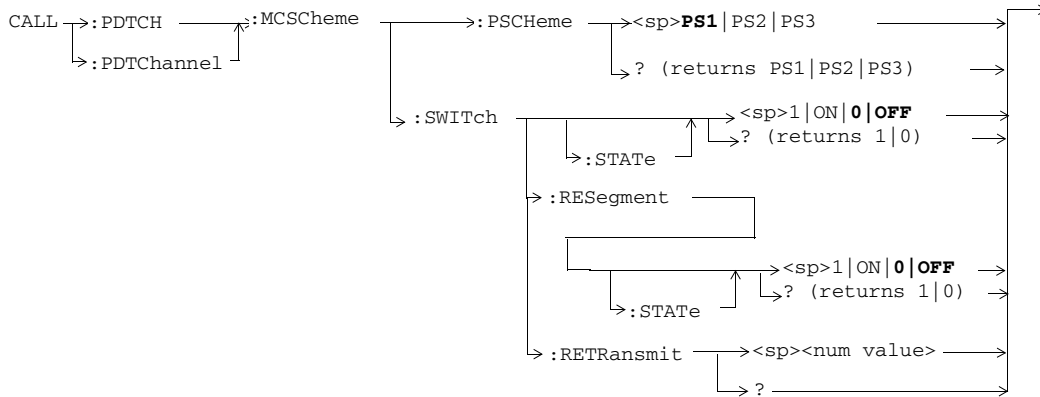 CALL :PDTCH :MCSCheme :PSCHeme <sp>PS1|PS2|PS3
:PDTChannel
? (returns PS1|PS2|PS3)
:SWITch <sp>1|ON|0|OFF
? (returns 1|0)
:STATe
:RESegment
<sp>1|ON|0|OFF
? (returns 1|0)
:STATe
:RETRansmit <sp><num value>
?